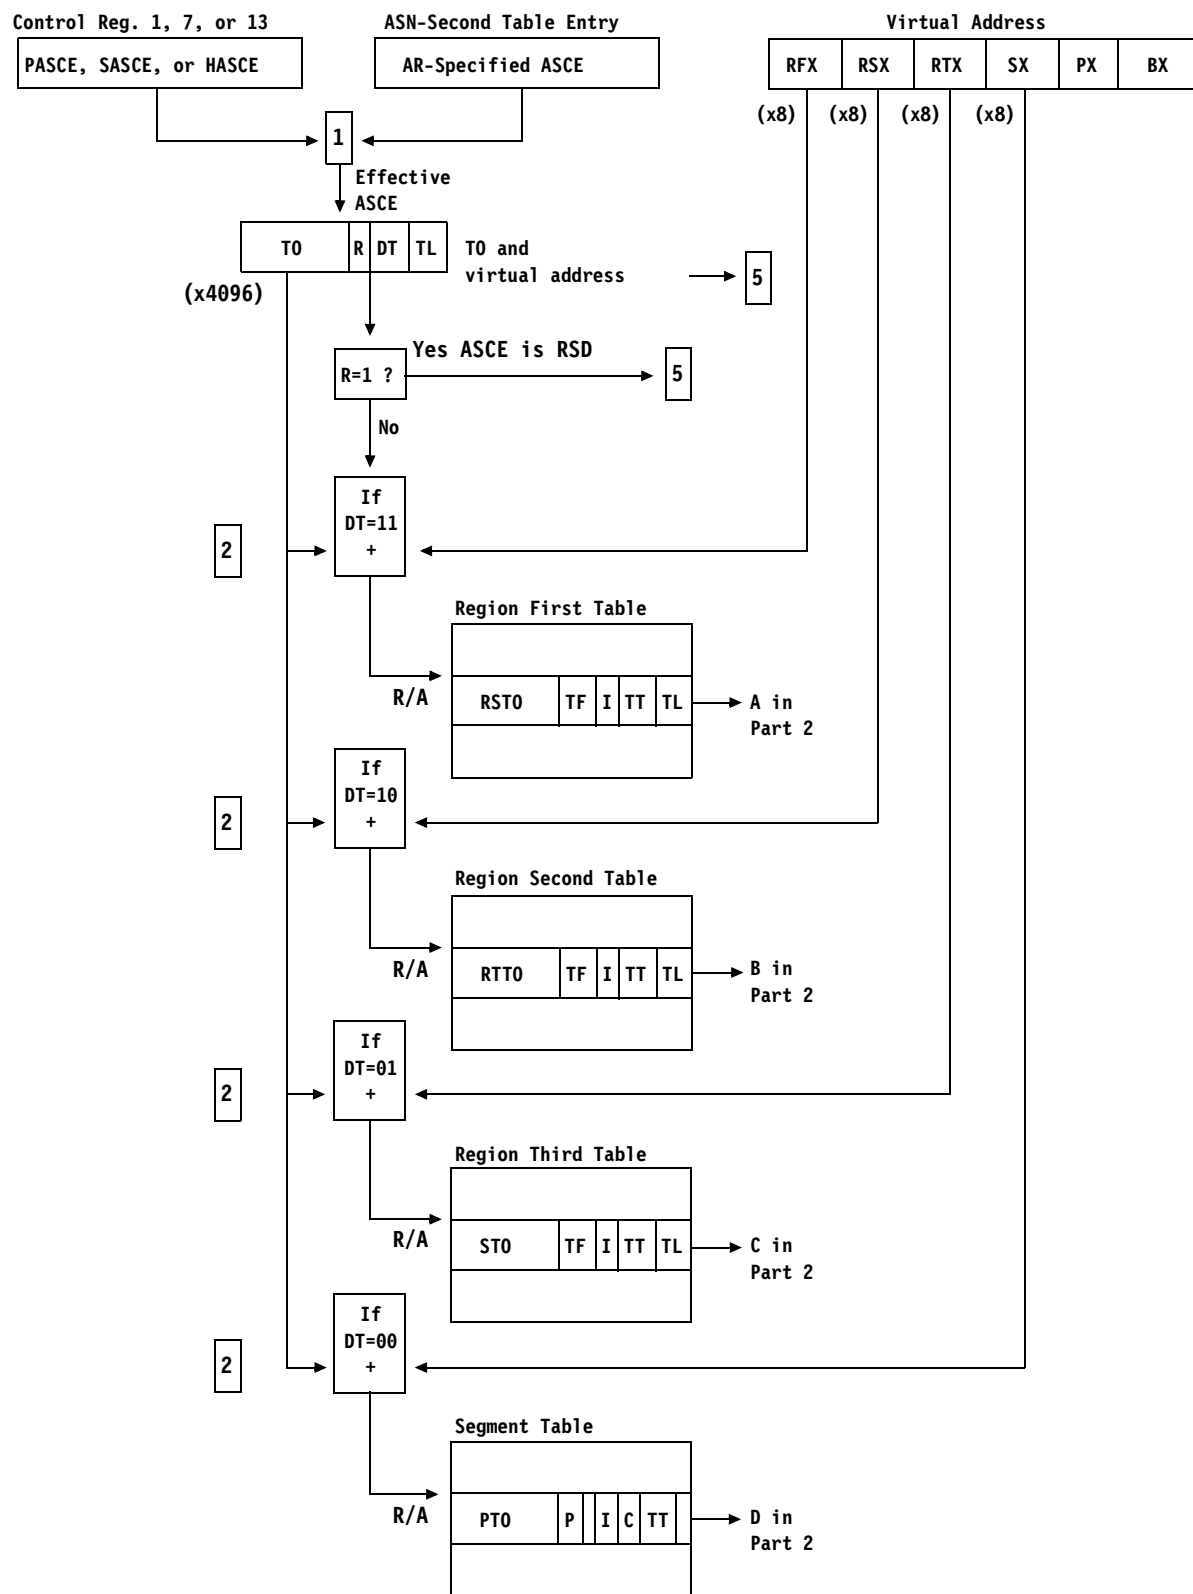 Control Reg. 1, 7, or 13
ASN-Second Table Entry
Virtual Address
PASCE, SASCE, or HASCE
AR-Specified ASCE
RFX RSX RTX SX PX BX
(x8) (x8) (x8) (x8)
1
Effective
ASCE
TO R DT TL
TO and
virtual address
5
(x4096)
R=1 ?
Yes ASCE is RSD
5
No
If
DT=11
+
2
Region First Table
R/A
RSTO TF I TT TL
A in
Part 2
If
DT=10
+
2
Region Second Table
R/A
RTTO TF I TT TL
B in
Part 2
If
DT=01
+
2
Region Third Table
R/A
STO TF I TT TL
C in
Part 2
If
DT=00
+
2
Segment Table
R/A
PTO P I C TT
D in
Part 2